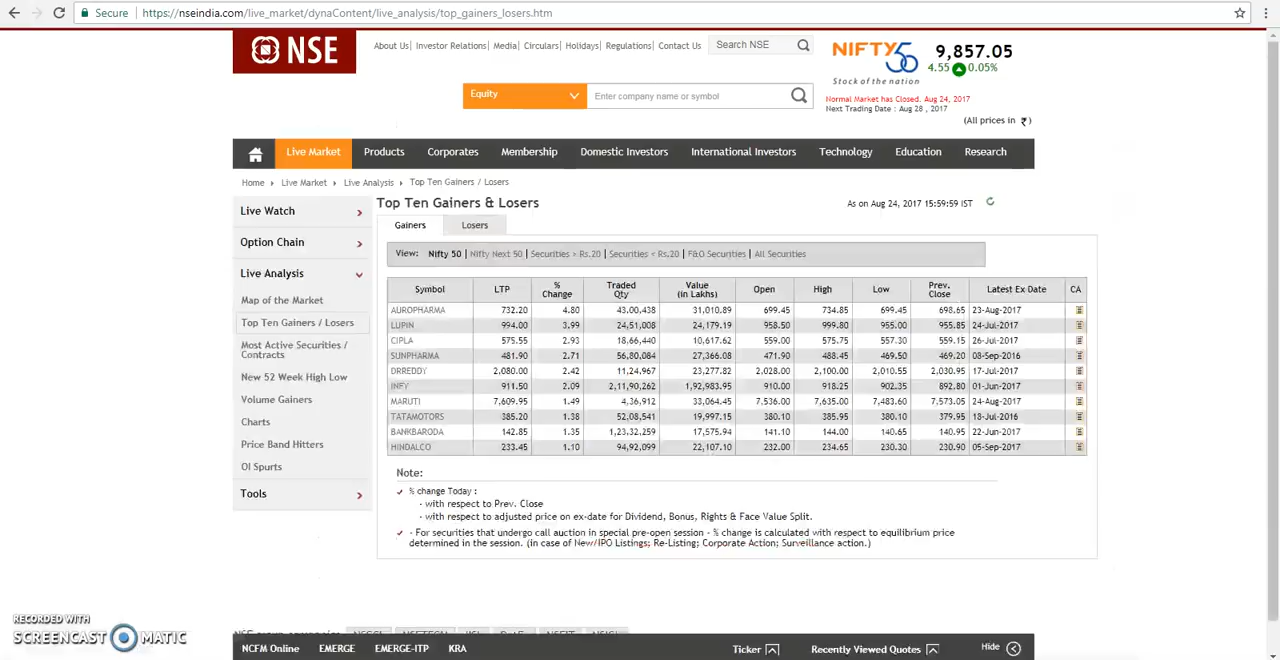 Secure | https://nseindia.com/live_market/dynaContent/live_analysis/top_gainers_losers.htm
NSE
About Us| Investor Relations| Media| Circulars| Holidays| Regulations| Contact Us
Search NSE
NIFTY50
Stock of the nation
9,857.05
4.55 0.05%
Normal Market has Closed. Aug 24, 2017
Next Trading Date : Aug 28 , 2017
Equity
Enter company name or symbol
(All prices in ₹)
Live Market Products Corporates Membership Domestic Investors International Investors Technology Education Research
Home › Live Market › Live Analysis › Top Ten Gainers / Losers
Live Watch
Option Chain
Live Analysis
Map of the Market
Top Ten Gainers / Losers
Most Active Securities /
Contracts
New 52 Week High Low
Volume Gainers
Charts
Price Band Hitters
OI Spurts
Tools
Top Ten Gainers & Losers
As on Aug 24, 2017 15:59:59 IST
Gainers Losers
View: Nifty 50 | Nifty Next 50 | Securities > Rs.20 | Securities < Rs.20 | F&O Securities | All Securities
Symbol LTP % Change Traded Qty Value (in Lakhs) Open High Low Prev. Close Latest Ex Date CA
AUROPHARMA 732.20 4.80 43,00,438 31,010.89 699.45 734.85 699.45 698.65 23-Aug-2017
LUPIN 994.00 3.99 24,51,008 24,179.19 958.50 999.80 955.00 955.85 24-Jul-2017
CIPLA 575.55 2.93 18,66,440 10,617.62 559.00 575.75 557.30 559.15 26-Jul-2017
SUNPHARMA 481.90 2.71 56,80,084 27,366.08 471.90 488.45 469.50 469.20 08-Sep-2016
DRREDDY 2,080.00 2.42 11,24,967 23,277.82 2,028.00 2,100.00 2,010.55 2,030.95 17-Jul-2017
INFY 911.50 2.09 2,11,90,262 1,92,983.95 910.00 918.25 902.35 892.80 01-Jun-2017
MARUTI 7,609.95 1.49 4,36,912 33,064.45 7,536.00 7,635.00 7,483.60 7,573.05 24-Aug-2017
TATAMOTORS 385.20 1.38 52,08,541 19,997.15 380.10 385.95 380.10 379.95 18-Jul-2016
BANKBARODA 142.85 1.35 1,23,32,259 17,575.94 141.10 144.00 140.65 140.95 22-Jun-2017
HINDALCO 233.45 1.10 94,92,099 22,107.10 232.00 234.65 230.30 230.90 05-Sep-2017
Note:
% change Today :
- with respect to Prev. Close
- with respect to adjusted price on ex-date for Dividend, Bonus, Rights & Face Value Split.
- For securities that undergo call auction in special pre-open session - % change is calculated with respect to equilibrium price
determined in the session. (in case of New/IPO Listings; Re-Listing; Corporate Action; Surveillance action.)
RECORDED WITH
SCREENCAST MATIC
NCFM Online EMERGE EMERGE-ITP KRA Ticker Recently Viewed Quotes Hide